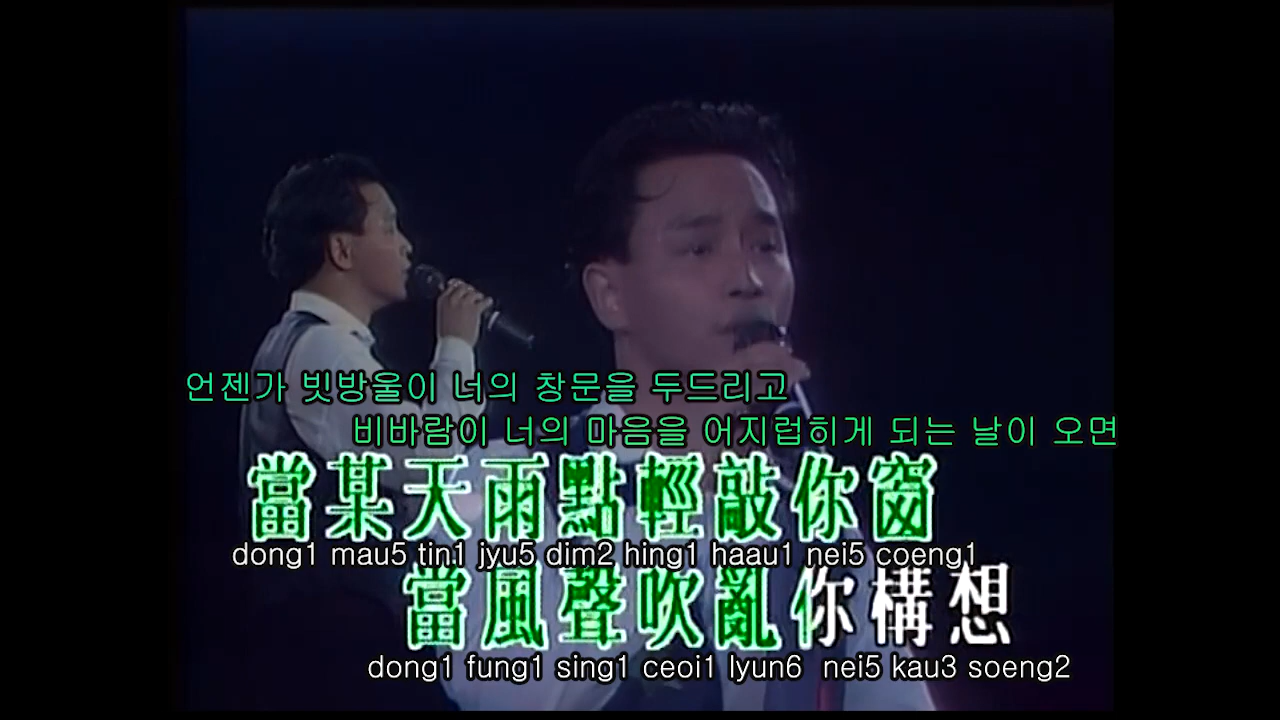 언젠가 빗방울이 너의 창문을 두드리고
비바람이 너의 마음을 어지럽히게 되는 날이 오면
當某天雨點輕敲你窗
dong1 mau5 tin1 jyu5 dim2 hing1 haau1 nei5 coeng1
當風聲吹亂你構想
dong1 fung1 sing1 ceoi1 lyun6 nei5 kau3 soeng2